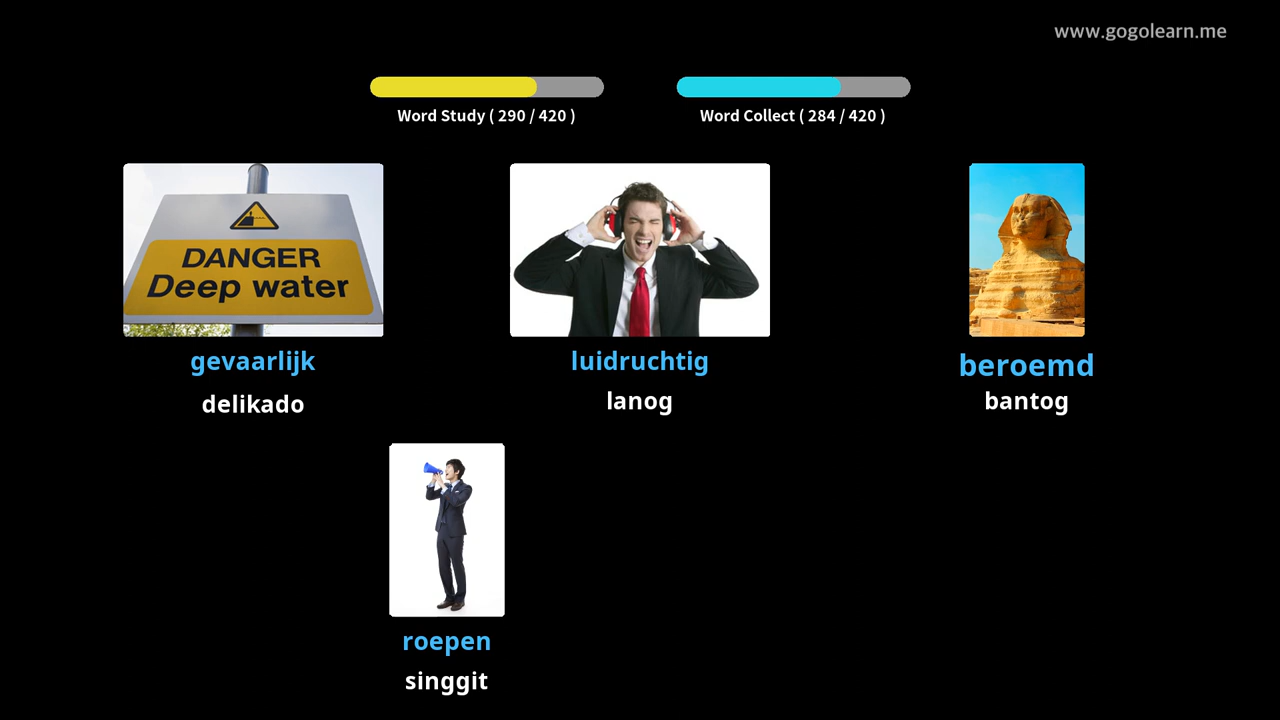 www.gogolearn.me
Word Study ( 290 / 420 )
Word Collect ( 284 / 420 )
DANGER
Deep water
gevaarlijk
delikado
luidruchtig
lanog
beroemd
bantog
roepen
singgit